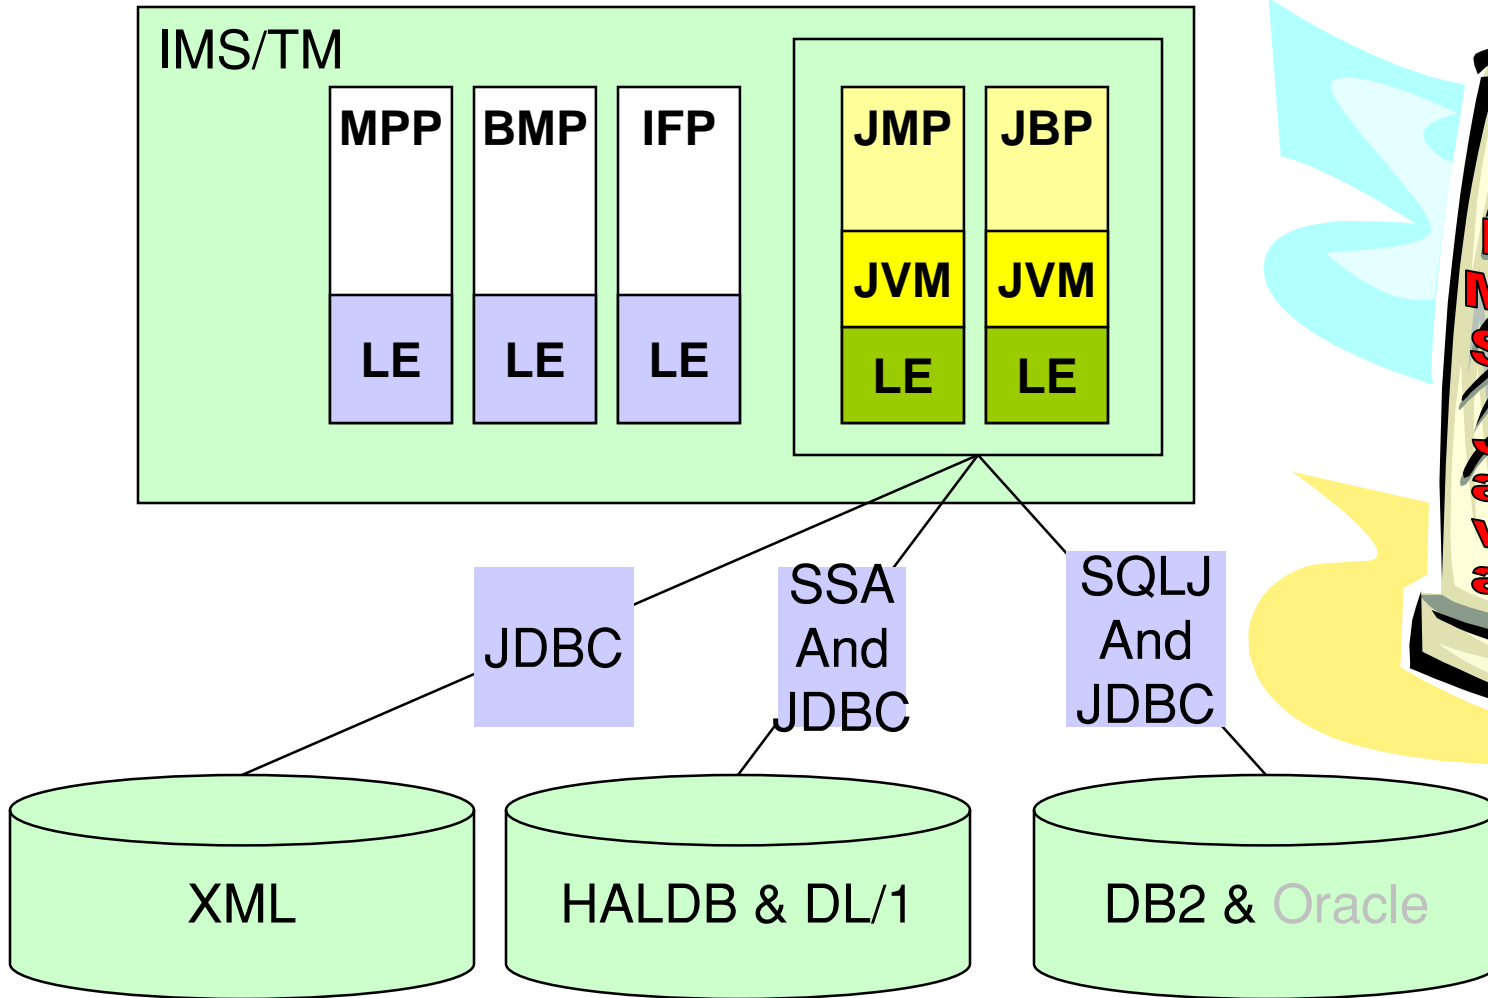 IMS/TM
MPP BMP IFP JMP JBP
JVM JVM
LE LE LE LE LE
JDBC
SSA
And
JDBC
SQLJ
And
JDBC
XML
HALDB & DL/1
DB2 & Oracle
M
S
J
a
v
a